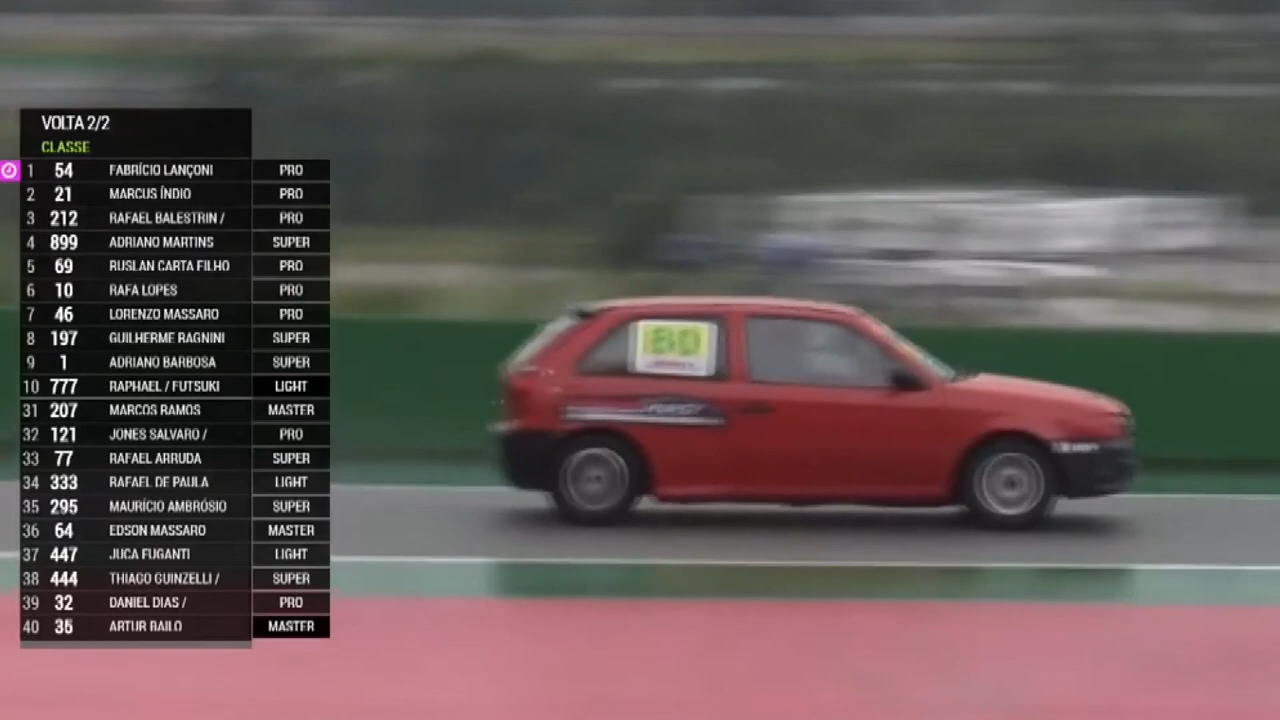 VOLTA 2/2
CLASSE
1 54 FABRÍCIO LANÇONI PRO
2 21 MARCUS ÍNDIO PRO
3 212 RAFAEL BALESTRIN / PRO
4 899 ADRIANO MARTINS SUPER
5 69 RUSLAN CARTA FILHO PRO
6 10 RAFA LOPES PRO
7 46 LORENZO MASSARO PRO
8 197 GUILHERME RAGNINI SUPER
9 1 ADRIANO BARBOSA SUPER
10 777 RAPHAEL / FUTSUKI LIGHT
31 207 MARCOS RAMOS MASTER
32 121 JONES SALVARO / PRO
33 77 RAFAEL ARRUDA SUPER
34 333 RAFAEL DE PAULA LIGHT
35 295 MAURÍCIO AMBRÓSIO SUPER
36 64 EDSON MASSARO MASTER
37 447 JUCA FUGANTI LIGHT
38 444 THIAGO GUINZELLI / SUPER
39 32 DANIEL DIAS / PRO
40 35 ARTUR BAILO MASTER